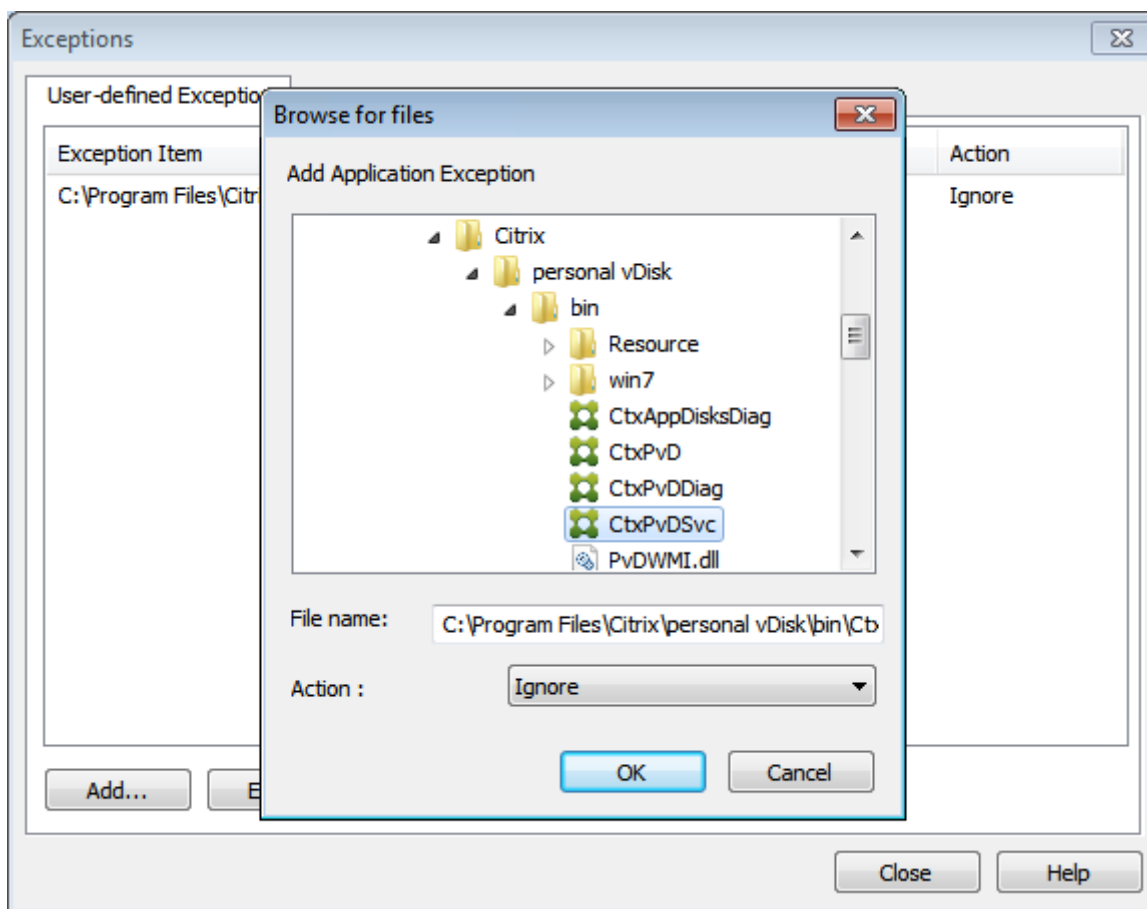 Exceptions
User-defined Exceptio
Browse for files
Exception Item
Action
Add Application Exception
C:\Program Files\Citri
Ignore
Citrix
personal vDisk
bin
Resource
win7
CtxAppDisksDiag
CtxPvD
CtxPvDDiag
CtxPvDSvc
PvDWMI.dll
File name:
C:\Program Files\Citrix\personal vDisk\bin\Ctx
Action :
Ignore
OK
Cancel
Add...
E
Close
Help